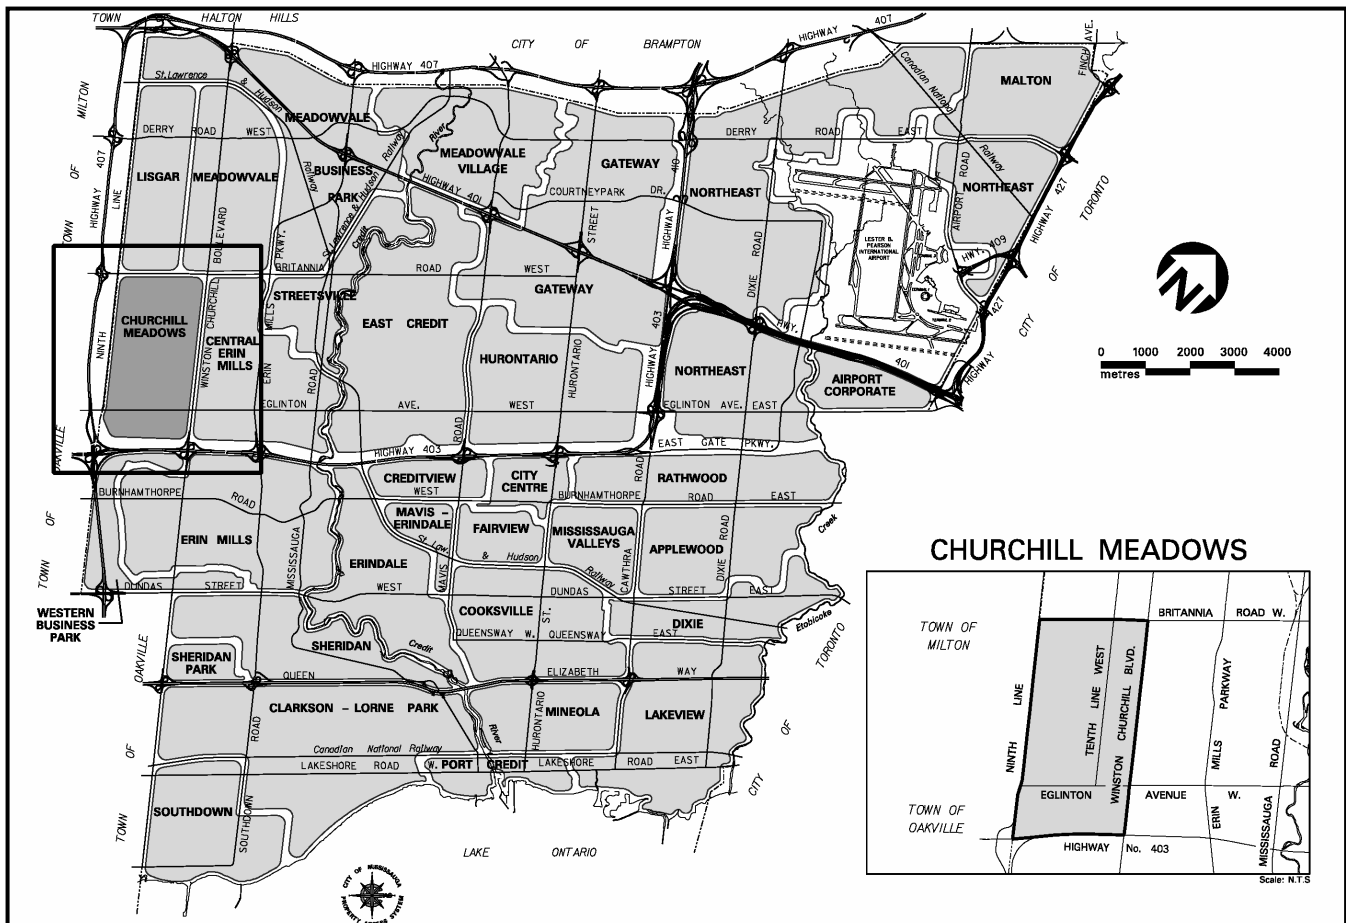 TOWN HALTON HILLS
CITY OF BRAMPTON
HIGHWAY 407
HIGHWAY 407
Canadian National Railway
FINCH AVE.
MALTON
TOWN OF MILTON
HIGHWAY 407
NINTH LINE
St. Lawrence & Hudson Railway
DERRY ROAD WEST
DERRY ROAD EAST
MEADOWVALE
BUSINESS
PARK
LISGAR
MEADOWVALE
MEADOWVALE
VILLAGE
River
Railway
St. Lawrence & Hudson
GATEWAY
COURTNEYPARK DR.
HIGHWAY 401
HIGHWAY 410
NORTHEAST
NORTHEAST
AIRPORT ROAD
HIGHWAY 427
TORONTO
LESTER B.
PEARSON
INTERNATIONAL
AIRPORT
HWY. 409
427
HIGHWAY
CITY OF
WINSTON CHURCHILL BOULEVARD
ERIN MILLS PKWY.
BRITANNIA ROAD WEST
STREETSVILLE
Credit
GATEWAY
HURONTARIO STREET
DIXIE ROAD
CHURCHILL
MEADOWS
CENTRAL
ERIN
MILLS
EAST CREDIT
HURONTARIO
HIGHWAY 403
HWY. 401
NORTHEAST
AIRPORT
CORPORATE
ROAD
ROAD
EGLINTON AVE. WEST
EGLINTON AVE. EAST
EAST GATE PKWY.
HIGHWAY 403
0 1000 2000 3000 4000
metres
OAKVILLE
TOWN OF
BURNHAMTHORPE ROAD WEST
BURNHAMTHORPE ROAD EAST
CREDITVIEW
CITY
CENTRE
RATHWOOD
MAVIS -
ERINDALE
FAIRVIEW
MISSISSAUGA
VALLEYS
APPLEWOOD
ERIN MILLS
MISSISSAUGA
ERINDALE
St. Law. & Hudson Railway
MAVIS
CAWTHRA ROAD
DIXIE ROAD
Creek
Etobicoke
DUNDAS STREET WEST
DUNDAS STREET EAST
WESTERN
BUSINESS
PARK
COOKSVILLE
DIXIE
QUEENSWAY W. QUEENSWAY EAST
ST.
HURONTARIO
SHERIDAN
PARK
SHERIDAN
Credit
River
QUEEN ELIZABETH WAY
CLARKSON - LORNE PARK
MINEOLA
LAKEVIEW
OAKVILLE
TOWN OF
TORONTO
CITY OF
Canadian National Railway
LAKESHORE ROAD W.
PORT CREDIT
LAKESHORE ROAD EAST
SOUTHDOWN
SOUTHDOWN ROAD
LAKE ONTARIO
CITY OF MISSISSAUGA
N
CHURCHILL MEADOWS
BRITANNIA ROAD W.
TOWN OF
MILTON
NINTH LINE
TENTH LINE WEST
WINSTON CHURCHILL BLVD.
ERIN MILLS PARKWAY
MISSISSAUGA ROAD
EGLINTON AVENUE W.
TOWN OF
OAKVILLE
HIGHWAY No. 403
Scale: N.T.S